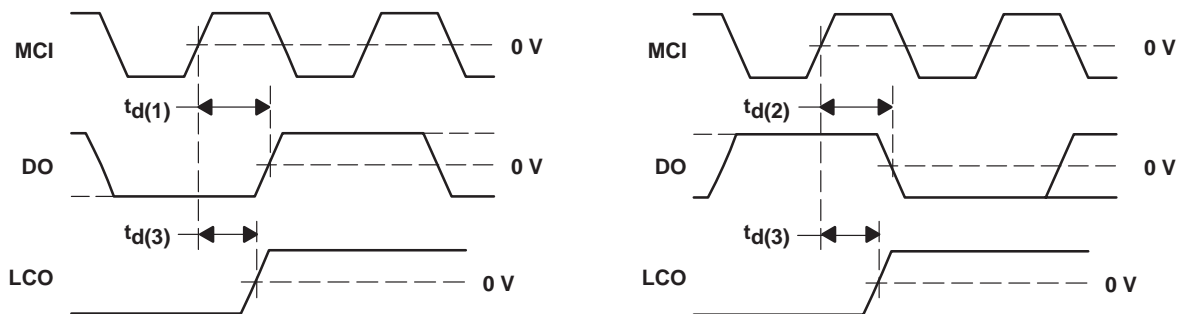 MCI
0 V
t_d(1)
DO
0 V
t_d(3)
LCO
0 V
MCI
0 V
t_d(2)
DO
0 V
t_d(3)
LCO
0 V